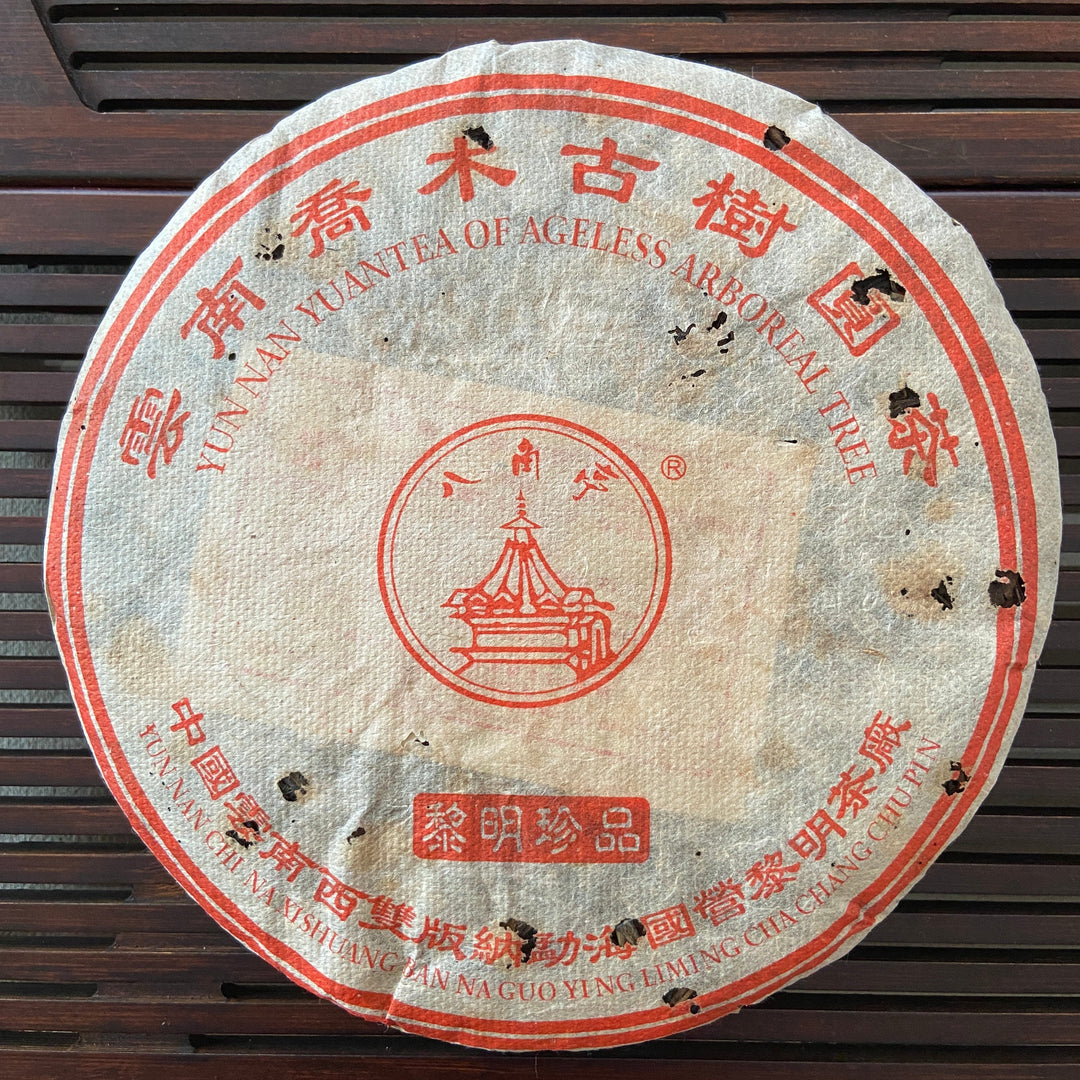 雲南喬木古樹圓茶
YUN NAN YUANTEA OF AGELESS ARBOREAL TREE
八角亭
®
黎明珍品
中國雲南西雙版納勐海國營黎明茶廠
YUN NAN CHI NA XISHUANG BAN NA GUO YING LIMING CHA CHANG CHU PIN